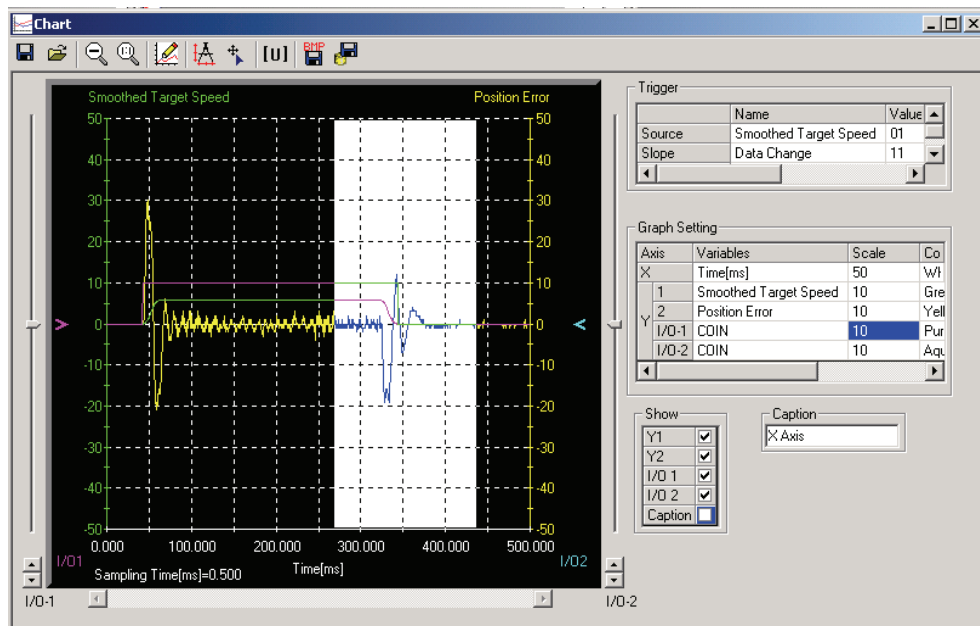 Chart
[U]
BMP
Smoothed Target Speed
Position Error
50
40
30
20
10
0
-10
-20
-30
-40
-50
50
40
30
20
10
0
-10
-20
-30
-40
-50
0.000 100.000 200.000 300.000 400.000 500.000
I/O1
Sampling Time[ms]=0.500
Time[ms]
I/O2
I/O-1
I/O-2
Trigger
Name Value
Source Smoothed Target Speed 01
Slope Data Change 11
Graph Setting
Axis Variables Scale Co
X Time[ms] 50 Wh
1 Smoothed Target Speed 10 Gre
Y
2 Position Error 10 Yell
I/O-1 COIN 10 Pur
I/O-2 COIN 10 Aqu
Show
Y1
Y2
I/O 1
I/O 2
Caption
Caption
X Axis